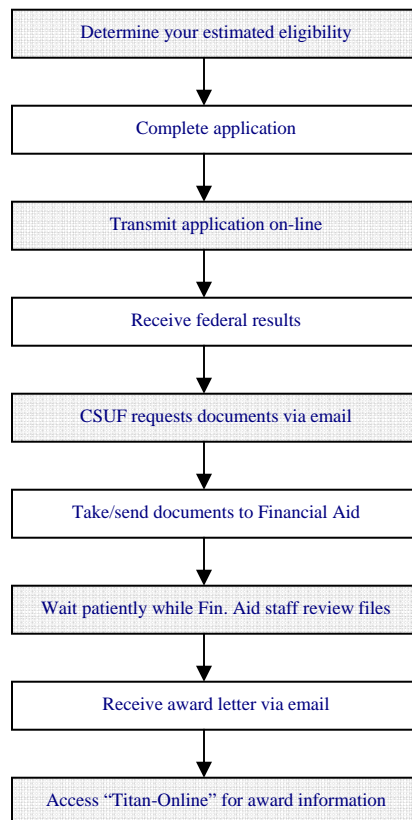 Determine your estimated eligibility
Complete application
Transmit application on-line
Receive federal results
CSUF requests documents via email
Take/send documents to Financial Aid
Wait patiently while Fin. Aid staff review files
Receive award letter via email
Access “Titan-Online” for award information